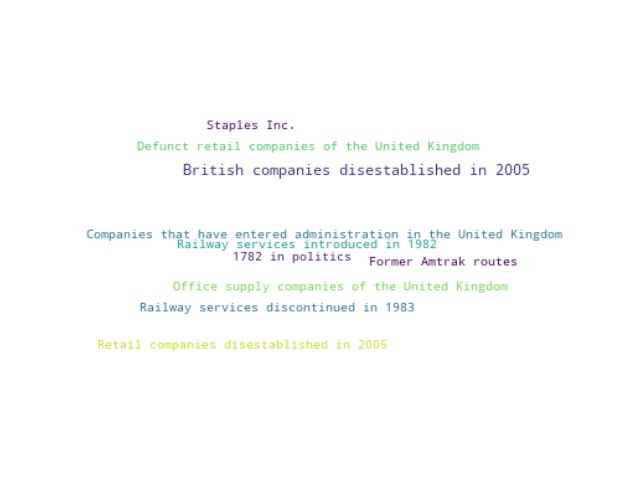 Staples Inc.
Defunct retail companies of the United Kingdom
British companies disestablished in 2005
Companies that have entered administration in the United Kingdom
Railway services introduced in 1982
1782 in politics
Former Amtrak routes
Office supply companies of the United Kingdom
Railway services discontinued in 1983
Retail companies disestablished in 2005